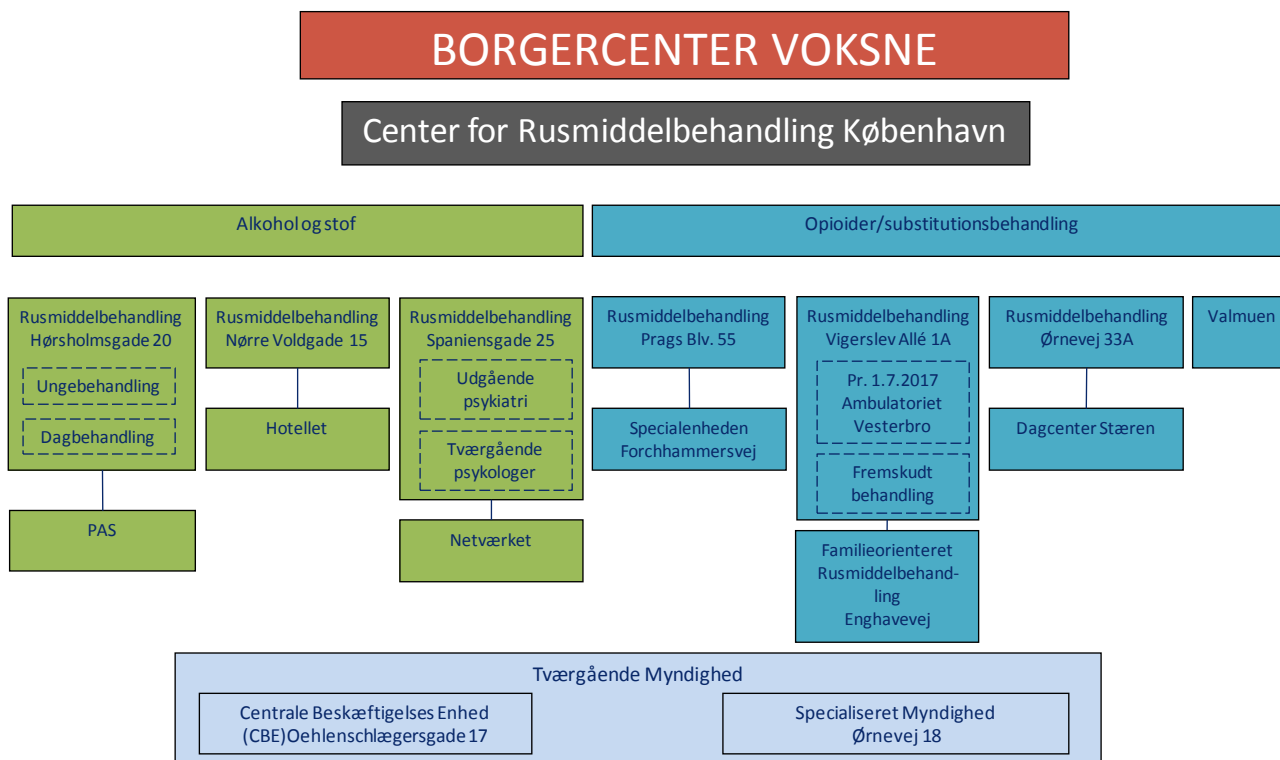 BORGERCENTER VOKSNE
Center for Rusmiddelbehandling København
Alkohol og stof
Opioider/substitutionsbehandling
Rusmiddelbehandling
Hørsholmsgade 20
Ungebehandling
Dagbehandling
PAS
Rusmiddelbehandling
Nørre Voldgade 15
Hotellet
Rusmiddelbehandling
Spaniensgade 25
Udgående
psykiatri
Tværgående
psykologer
Netværket
Rusmiddelbehandling
Prags Blv. 55
Specialenheden
Forchhammersvej
Rusmiddelbehandling
Vigerslev Allé 1A
Pr. 1.7.2017
Ambulatoriet
Vesterbro
Fremskudt
behandling
Familieorienteret
Rusmiddelbehand-
ling
Enghavevej
Rusmiddelbehandling
Ørnevej 33A
Dagcenter Stæren
Valmuen
Tværgående Myndighed
Centrale Beskæftigelses Enhed
(CBE)Oehlenschlægersgade 17
Specialiseret Myndighed
Ørnevej 18